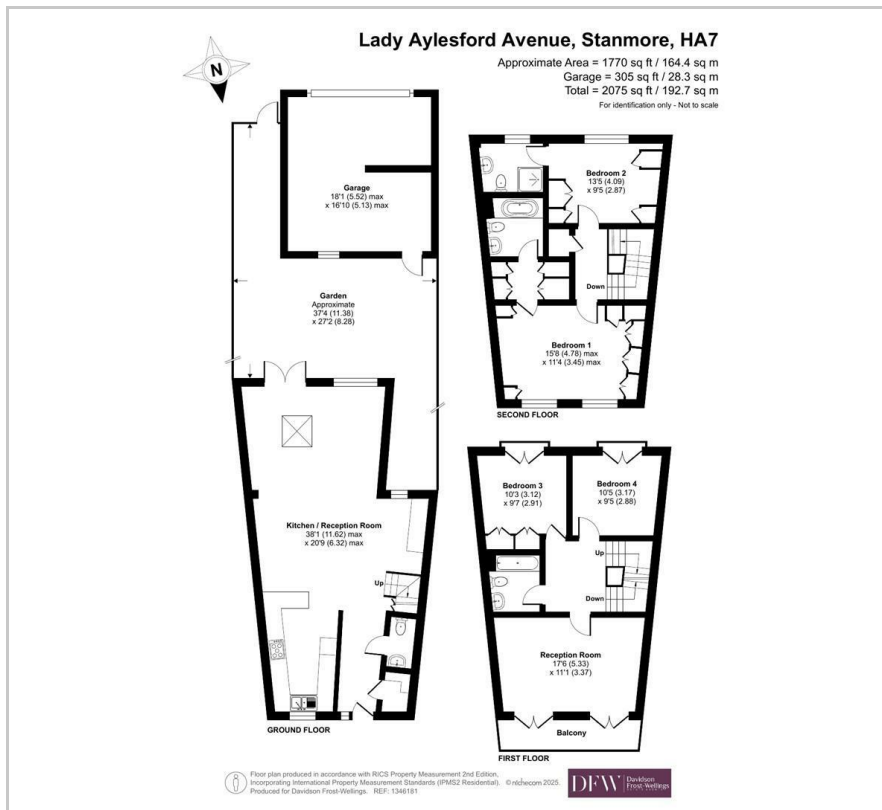 Lady Aylesford Avenue, Stanmore, HA7
Approximate Area = 1770 sq ft / 164.4 sq m
Garage = 305 sq ft / 28.3 sq m
Total = 2075 sq ft / 192.7 sq m
For identification only - Not to scale
N
Garage
18'1 (5.52) max
x 16'10 (5.13) max
Garden
Approximate
37'4 (11.38)
x 27'2 (8.28)
Kitchen / Reception Room
38'1 (11.62) max
x 20'9 (6.32) max
Up
GROUND FLOOR
Bedroom 2
13'5 (4.09)
x 9'5 (2.87)
Down
Bedroom 1
15'8 (4.78) max
x 11'4 (3.45) max
SECOND FLOOR
Bedroom 3
10'3 (3.12)
x 9'7 (2.91)
Bedroom 4
10'5 (3.17)
x 9'5 (2.88)
Up
Down
Reception Room
17'6 (5.33)
x 11'1 (3.37)
Balcony
FIRST FLOOR
Floor plan produced in accordance with RICS Property Measurement 2nd Edition,
Incorporating International Property Measurement Standards (IPMS2 Residential). © nichecom 2025.
Produced for Davidson Frost-Wellings. REF: 1346181
DFW
Davidson
Frost-Wellings